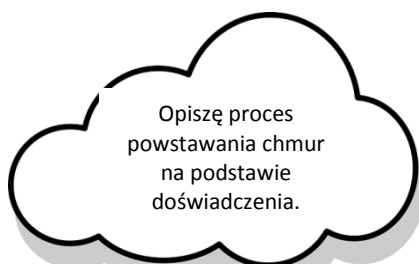 Opiszę proces
powstawania chmur
na podstawie
doświadczenia.